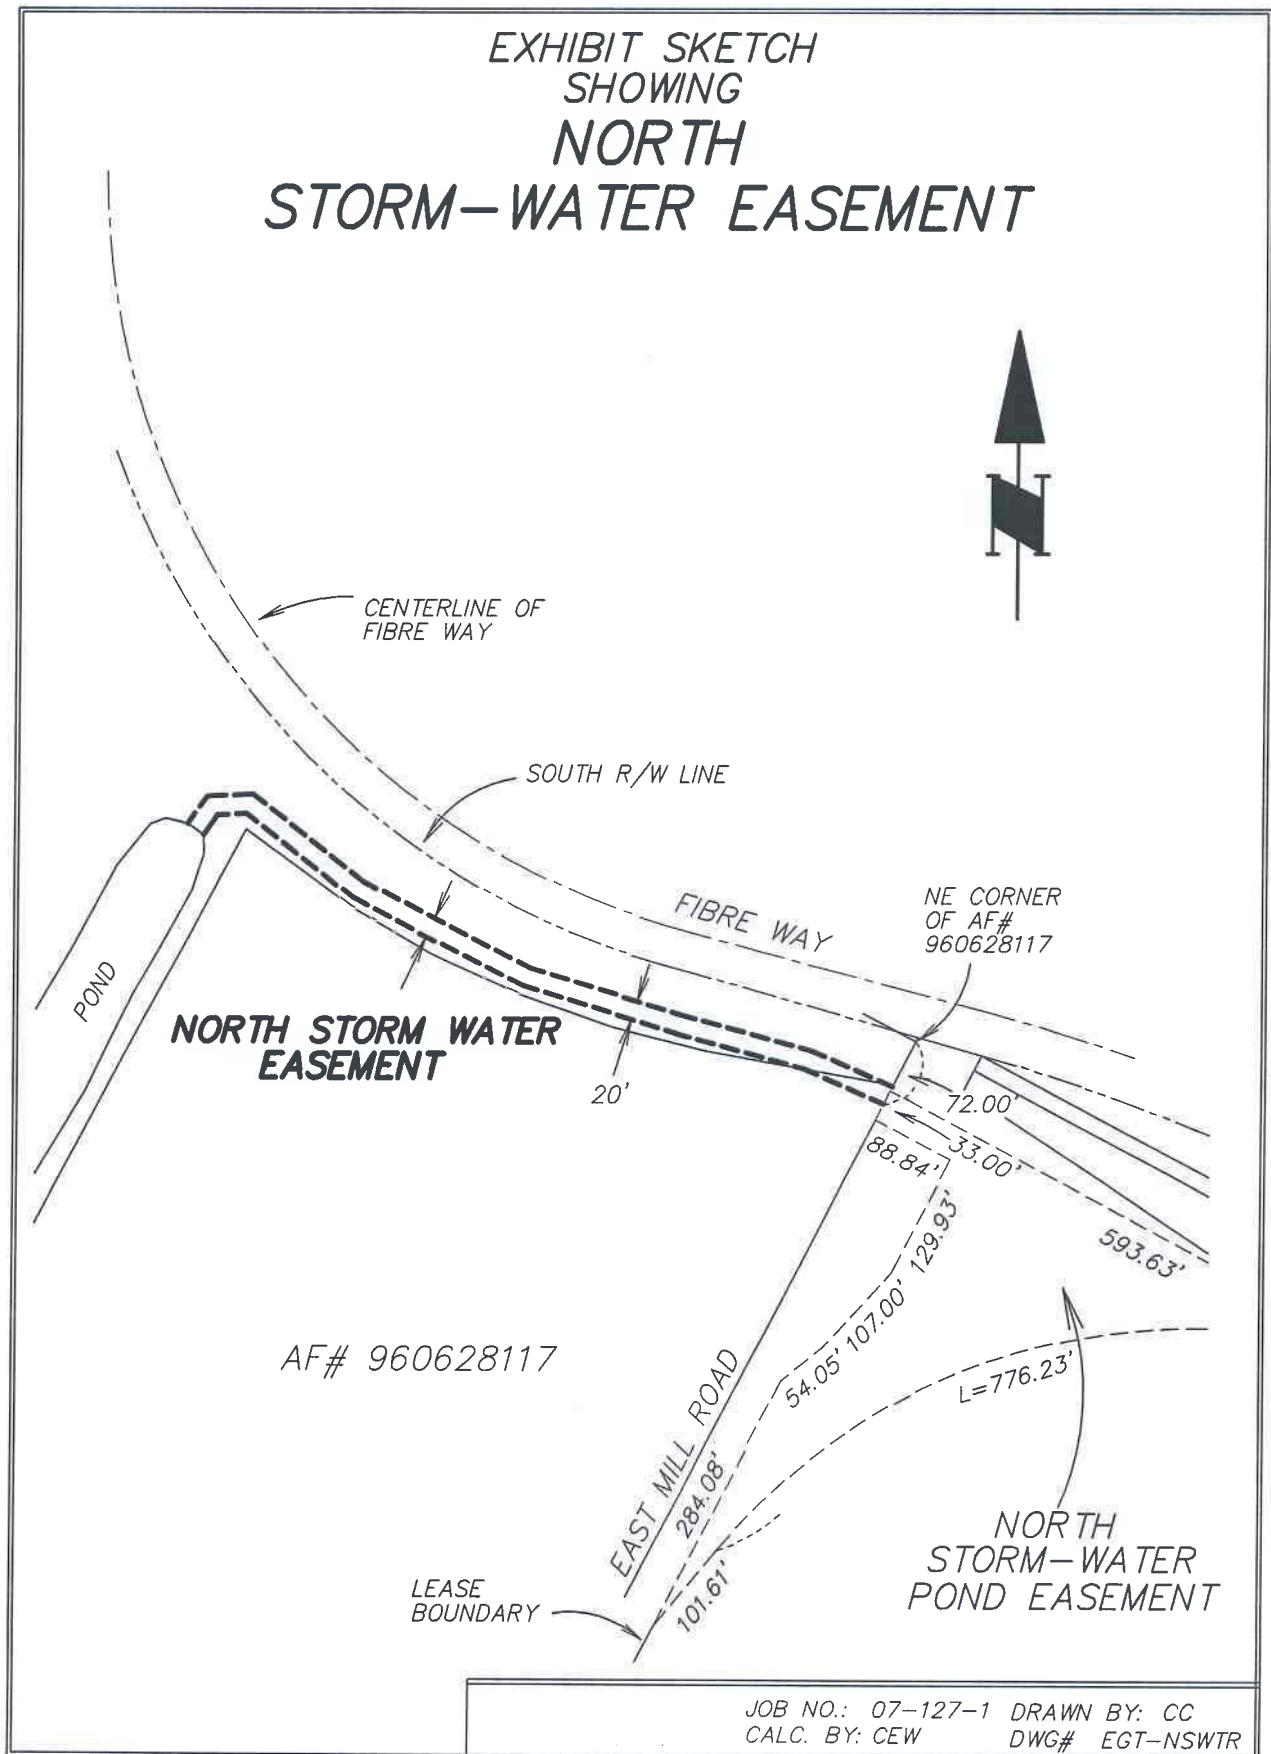 EXHIBIT SKETCH
SHOWING
NORTH
STORM-WATER EASEMENT
N
CENTERLINE OF
FIBRE WAY
SOUTH R/W LINE
FIBRE WAY
NE CORNER
OF AF#
960628117
POND
NORTH STORM WATER
EASEMENT
20'
72.00'
33.00'
88.84'
129.93'
593.63'
107.00'
54.05'
AF# 960628117
L=776.23'
EAST MILL ROAD
284.08'
101.61'
NORTH
STORM-WATER
POND EASEMENT
LEASE
BOUNDARY
JOB NO.: 07-127-1 DRAWN BY: CC
CALC. BY: CEW DWG# EGT-NSWTR